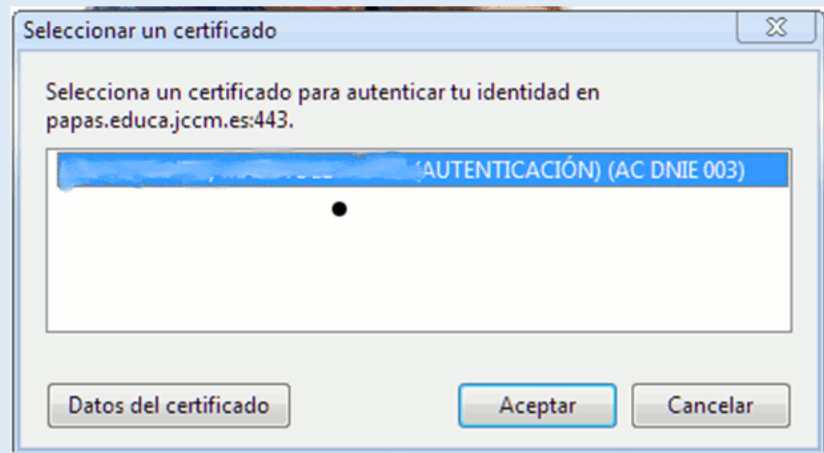 Seleccionar un certificado
Selecciona un certificado para autenticar tu identidad en
papas.educa.jccm.es:443.
(AUTENTICACIÓN) (AC DNIE 003)
Datos del certificado
Aceptar
Cancelar